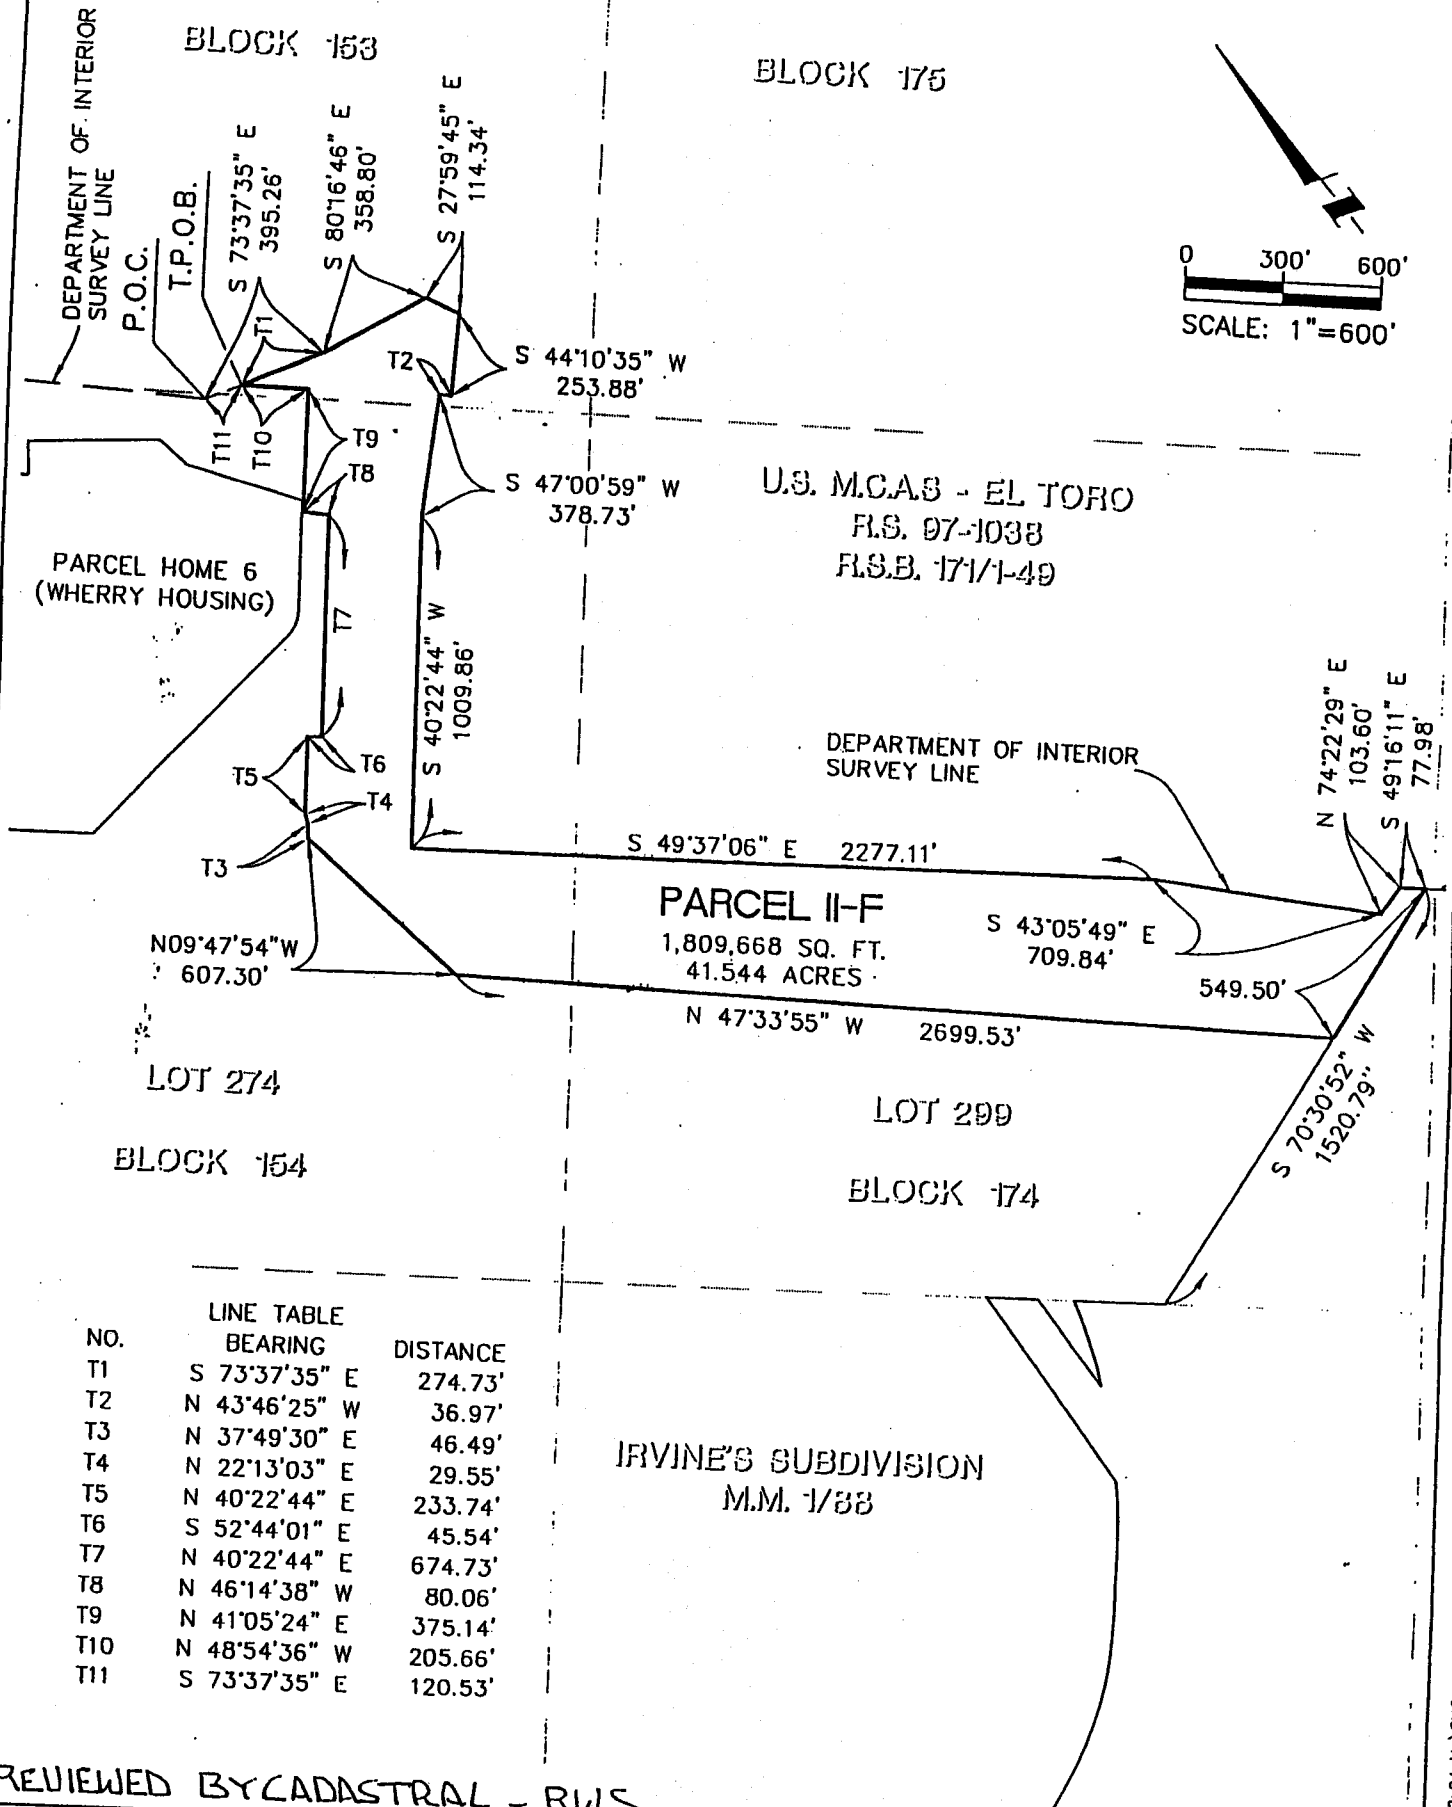 BLOCK 153
BLOCK 175
DEPARTMENT OF INTERIOR
SURVEY LINE
P.O.C.
T.P.O.B.
S 73°37'35" E
395.26'
S 80°16'46" E
358.80'
S 27°59'45" E
114.34'
0 300' 600'
SCALE: 1"=600'
T1
T2
S 44°10'35" W
253.88'
T11
T10
T9
T8
S 47°00'59" W
378.73'
U.S. M.C.A.S - EL TORO
R.S. 97-1038
R.S.B. 171/1-49
PARCEL HOME 6
(WHERRY HOUSING)
T7
S 40°22'44" W
1009.86'
N 74°22'29" E
103.60'
S 49°16'11" E
77.98'
DEPARTMENT OF INTERIOR
SURVEY LINE
T5
T6
T4
T3
S 49°37'06" E 2277.11'
PARCEL II-F
1,809,668 SQ. FT.
41.544 ACRES
S 43°05'49" E
709.84'
N09°47'54"W
607.30'
549.50'
N 47°33'55" W 2699.53'
S 70°30'52" W
1520.79"
LOT 274
LOT 299
BLOCK 154
BLOCK 174
LINE TABLE
NO. BEARING DISTANCE
T1 S 73°37'35" E 274.73'
T2 N 43°46'25" W 36.97'
T3 N 37°49'30" E 46.49'
T4 N 22°13'03" E 29.55'
T5 N 40°22'44" E 233.74'
T6 S 52°44'01" E 45.54'
T7 N 40°22'44" E 674.73'
T8 N 46°14'38" W 80.06'
T9 N 41°05'24" E 375.14'
T10 N 48°54'36" W 205.66'
T11 S 73°37'35" E 120.53'
IRVINE'S SUBDIVISION
M.M. 1/88
REVIEWED BY CADASTRAL - RWS